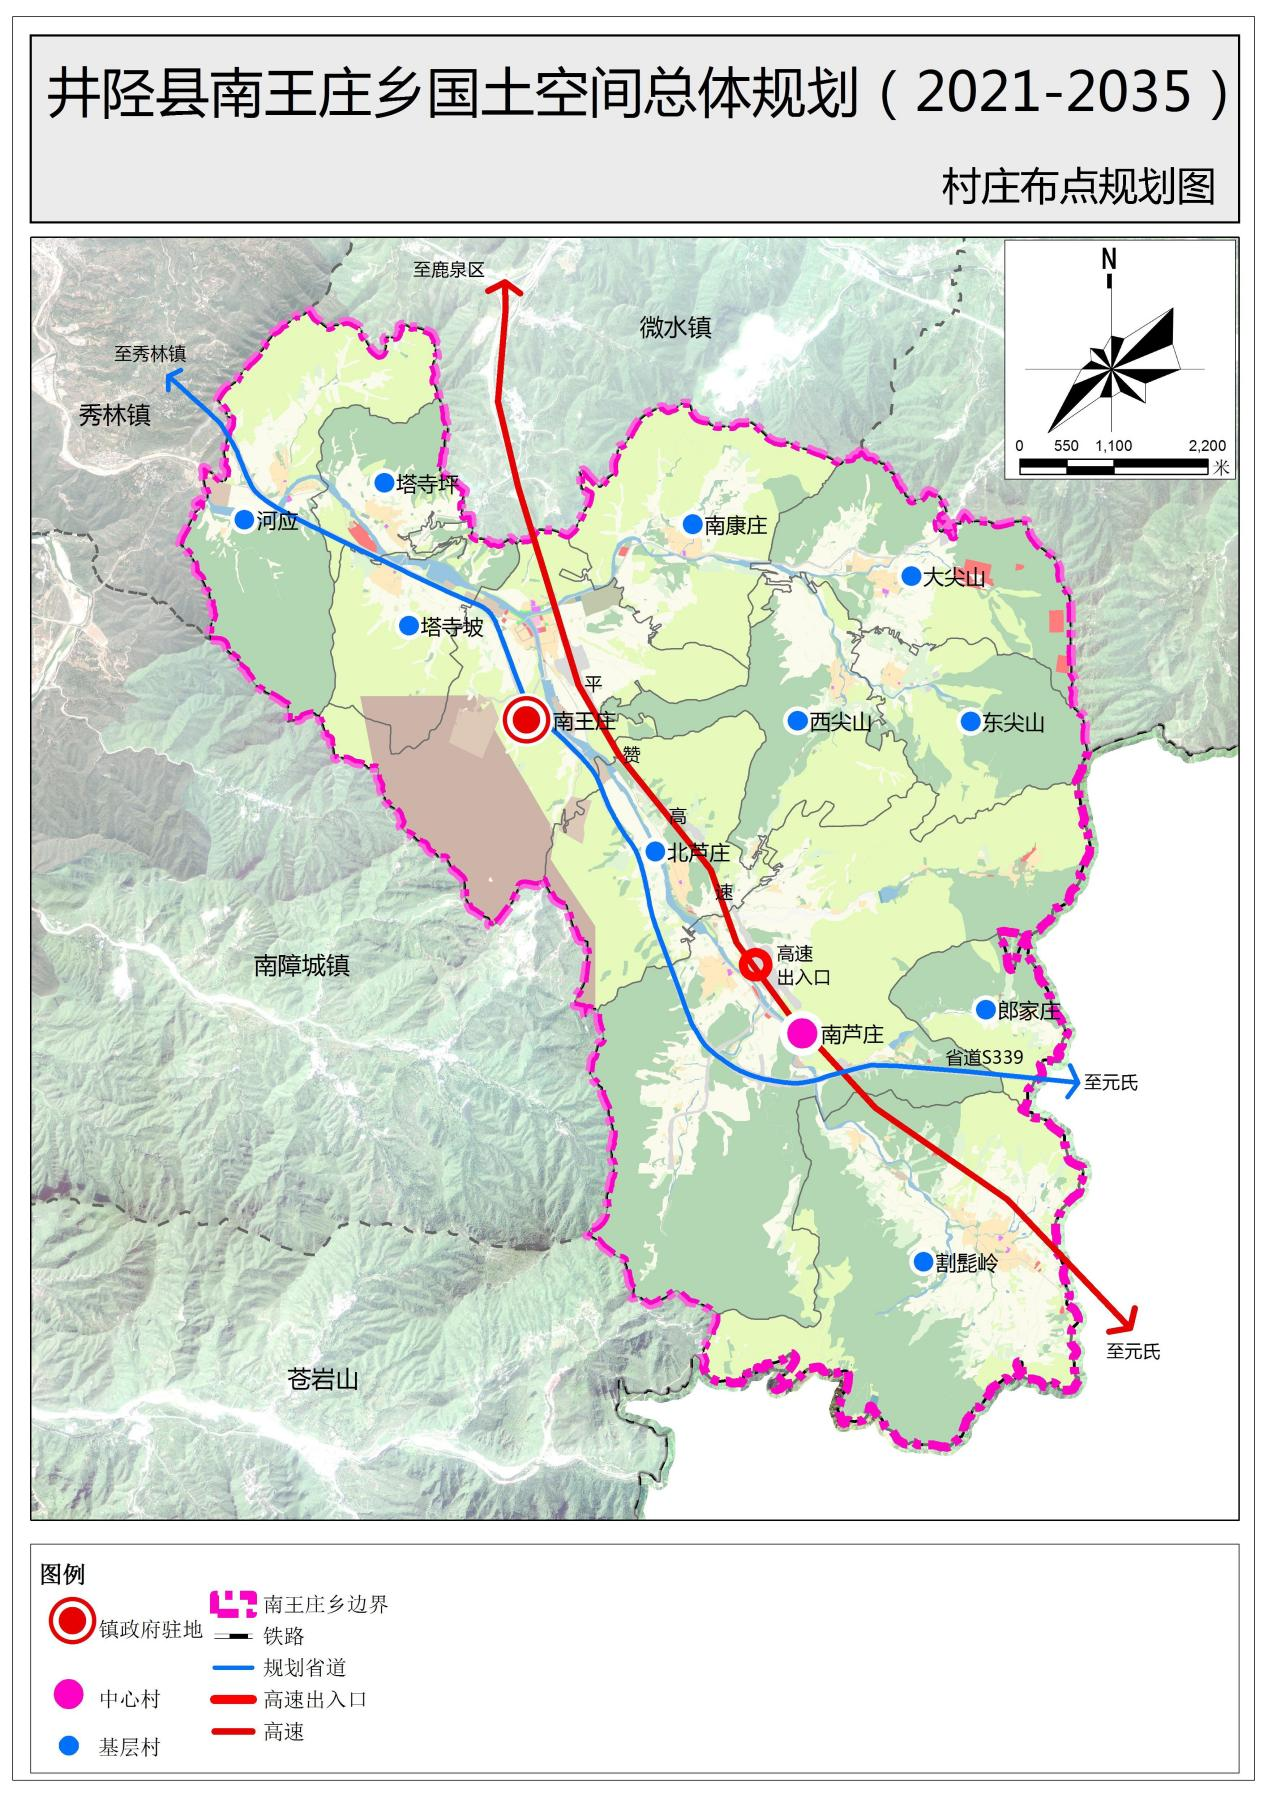 井陉县南王庄乡国土空间总体规划（2021-2035）
村庄布点规划图
至鹿泉区
N
微水镇
至秀林镇
秀林镇
0 550 1,100 2,200
米
塔寺坪
河应
南康庄
大尖山
塔寺坡
平
南王庄
西尖山
东尖山
赞
高
北芦庄
速
高速
出入口
南障城镇
郎家庄
南芦庄
省道S339
至元氏
割髭岭
至元氏
苍岩山
图例
镇政府驻地
中心村
基层村
南王庄乡边界
铁路
规划省道
高速出入口
高速